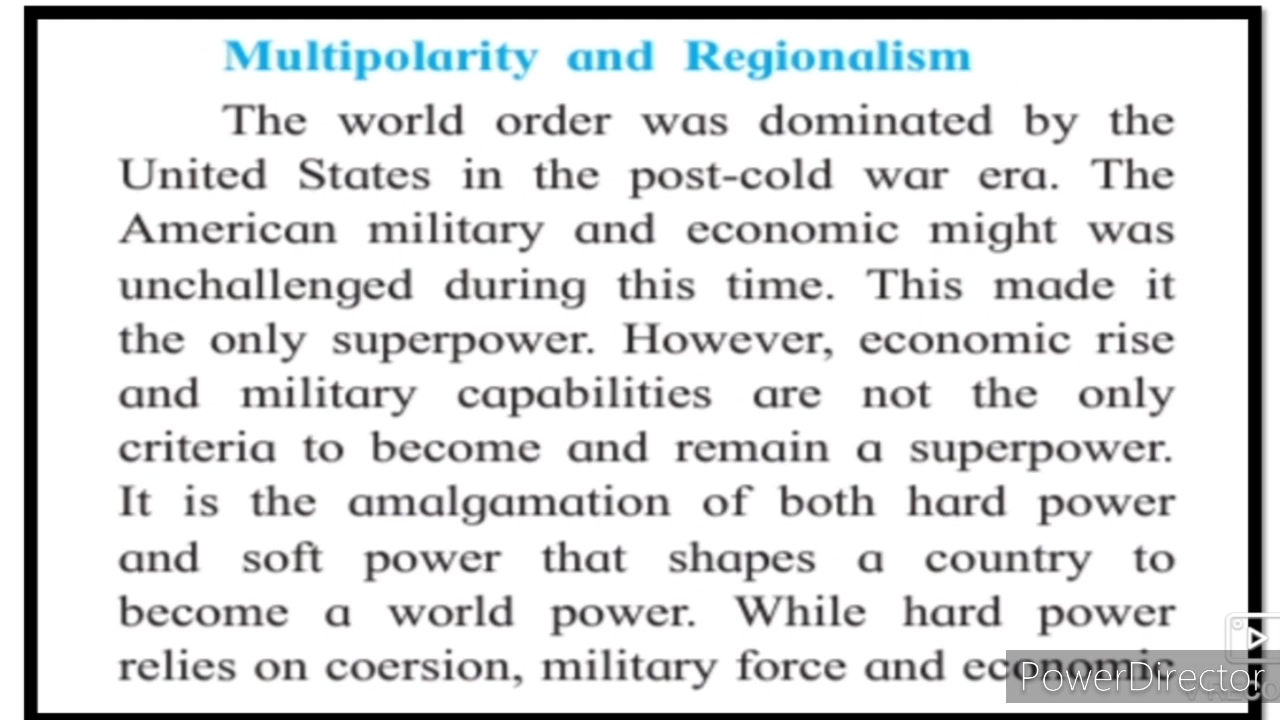 Multipolarity and Regionalism
The world order was dominated by the
United States in the post-cold war era. The
American military and economic might was
unchallenged during this time. This made it
the only superpower. However, economic rise
and military capabilities are not the only
criteria to become and remain a superpower.
It is the amalgamation of both hard power
and soft power that shapes a country to
become a world power. While hard power
relies on coersion, military force and economic
PowerDirector